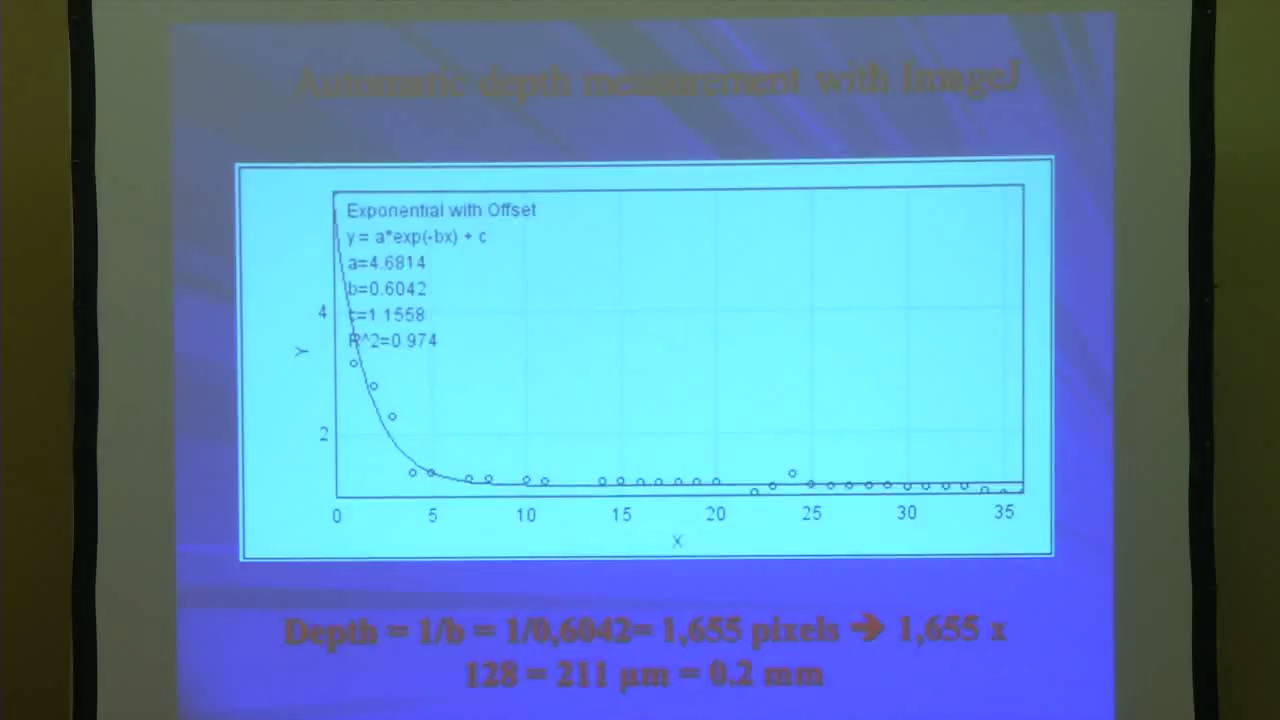 Automatic depth measurement with ImageJ
Exponential with Offset
y = a*exp(-bx) + c
a=4.6814
b=0.6042
c=1.1558
R^2=0.974
4
Y
2
0 5 10 15 20 25 30 35
X
Depth = 1/b = 1/0,6042= 1,655 pixels ➔ 1,655 x
128 = 211 µm = 0.2 mm